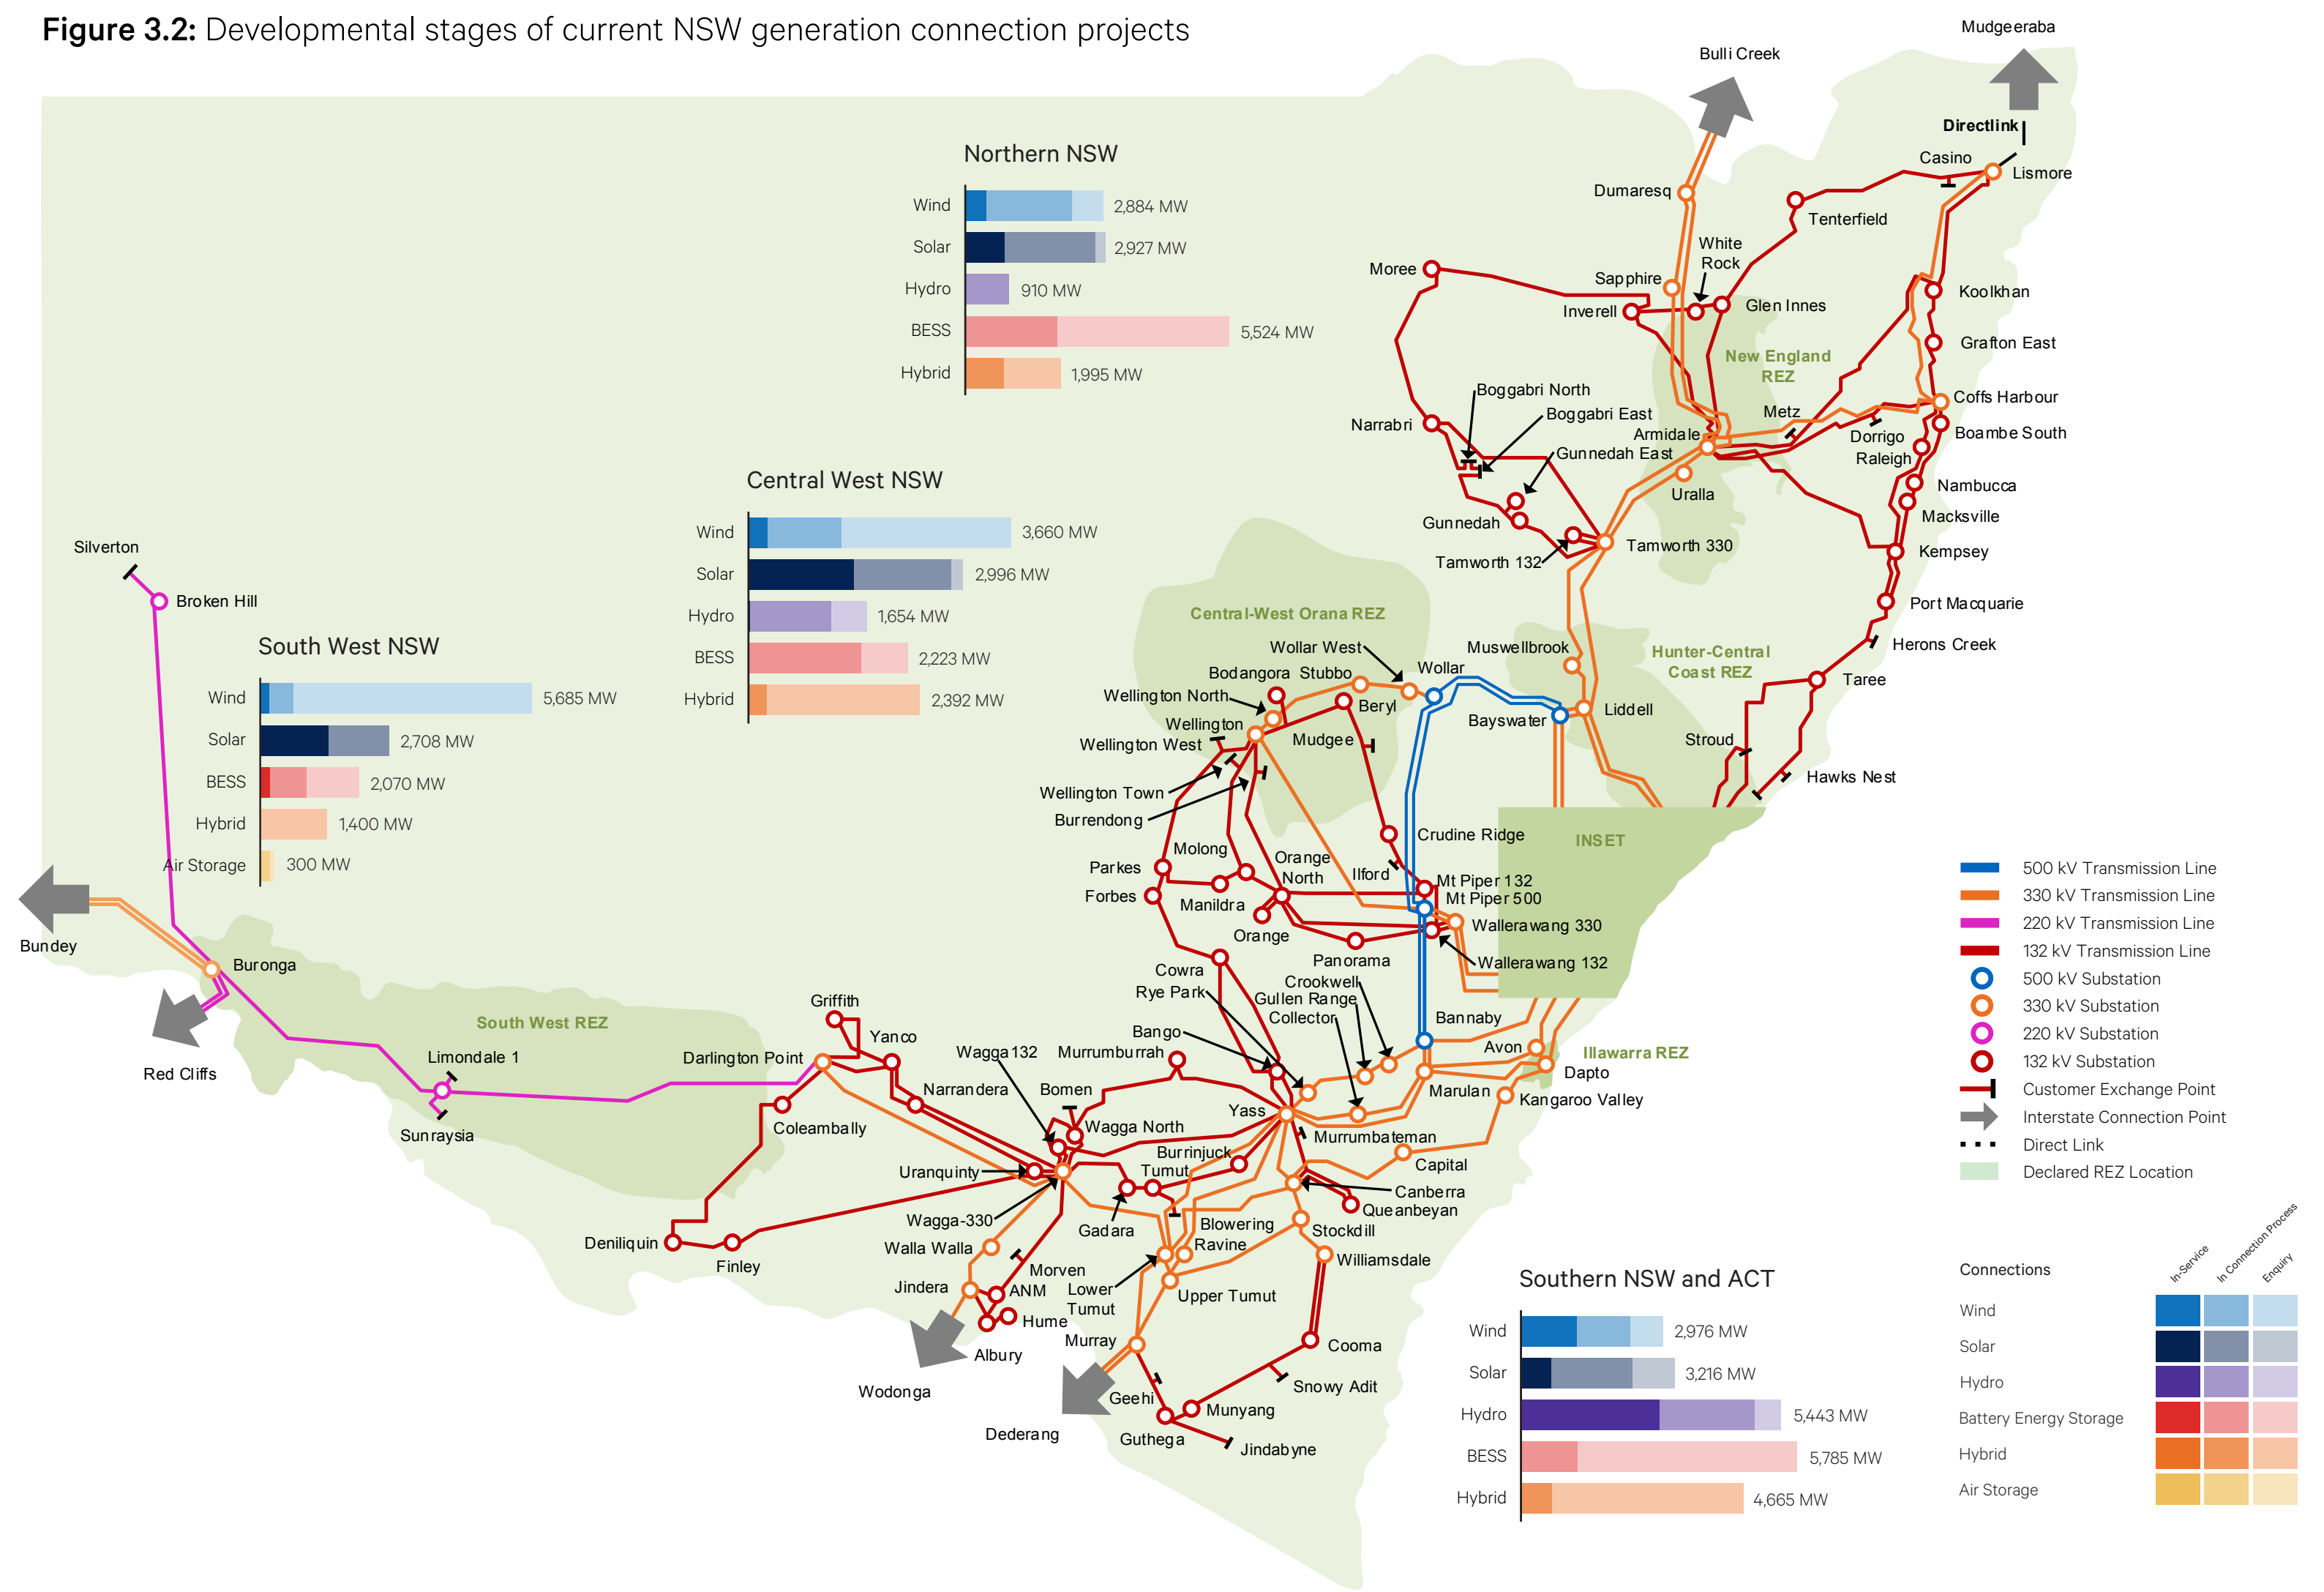 Figure 3.2: Developmental stages of current NSW generation connection projects
Mudgeeraba
Bulli Creek
Directlink
Casino
Lismore
Dumaresq
Tenterfield
White
Rock
Moree
Sapphire
Inverell
Glen Innes
Koolkhan
Grafton East
New England
REZ
Boggabri North
Boggabri East
Narrabri
Gunnedah East
Metz
Armidale
Coffs Harbour
Dorrigo
Boambe South
Raleigh
Uralla
Nambucca
Macksville
Gunnedah
Tamworth 132
Tamworth 330
Kempsey
Port Macquarie
Herons Creek
Northern NSW
Wind 2,884 MW
Solar 2,927 MW
Hydro 910 MW
BESS 5,524 MW
Hybrid 1,995 MW
Central West NSW
Wind 3,660 MW
Solar 2,996 MW
Hydro 1,654 MW
BESS 2,223 MW
Hybrid 2,392 MW
Silverton
Broken Hill
South West NSW
Wind 5,685 MW
Solar 2,708 MW
BESS 2,070 MW
Hybrid 1,400 MW
Air Storage 300 MW
Central-West Orana REZ
Wollar West
Muswellbrook
Hunter-Central
Coast REZ
Bodangora
Stubbo
Wollar
Taree
Wellington North
Beryl
Liddell
Wellington
Bayswater
Wellington West
Mudgee
Stroud
Hawks Nest
Wellington Town
Burrendong
Crudine Ridge
INSET
Molong
Orange
North
Parkes
Ilford
Mt Piper 132
Mt Piper 500
Forbes
Manildra
Wallerawang 330
Orange
Panorama
Wallerawang 132
Cowra
Crookwell
Rye Park
Gullen Range
Collector
Bannaby
Bango
Avon
Illawarra REZ
Murrumburrah
Dapto
Marulan
Kangaroo Valley
Yass
Murrumbateman
Capital
Bundey
Buronga
Red Cliffs
South West REZ
Limondale 1
Sunraysia
Griffith
Yanco
Darlington Point
Wagga132
Narrandera
Bomen
Coleambally
Wagga North
Burrinjuck
Uranquinty
Tumut
Canberra
Queanbeyan
Wagga-330
Gadara
Blowering
Stockdill
Deniliquin
Walla Walla
Ravine
Finley
Morven
Williamsdale
Jindera
ANM
Lower
Tumut
Upper Tumut
Hume
Murray
Albury
Cooma
Wodonga
Geehi
Snowy Adit
Munyang
Dederang
Guthega
Jindabyne
Southern NSW and ACT
Wind 2,976 MW
Solar 3,216 MW
Hydro 5,443 MW
BESS 5,785 MW
Hybrid 4,665 MW
500 kV Transmission Line
330 kV Transmission Line
220 kV Transmission Line
132 kV Transmission Line
500 kV Substation
330 kV Substation
220 kV Substation
132 kV Substation
Customer Exchange Point
Interstate Connection Point
Direct Link
Declared REZ Location
Connections
In-Service
In Connection Process
Enquiry
Wind
Solar
Hydro
Battery Energy Storage
Hybrid
Air Storage